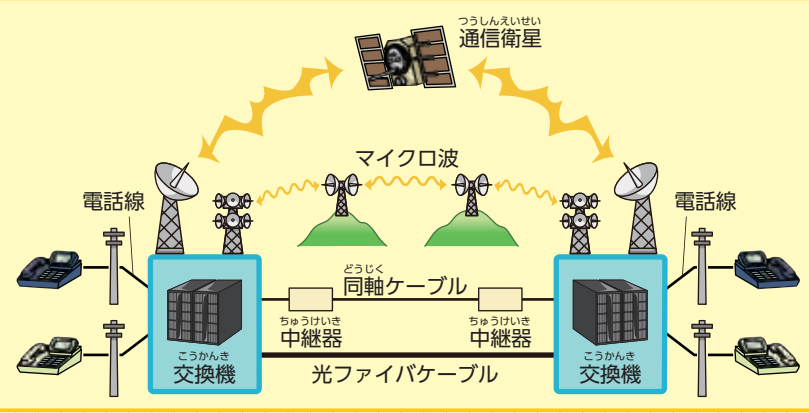 つうしんえいせい
通信衛星
マイクロ波
電話線
電話線
どうじく
同軸ケーブル
ちゅうけいき
中継器
ちゅうけいき
中継器
こうかんき
交換機
光ファイバケーブル
こうかんき
交換機